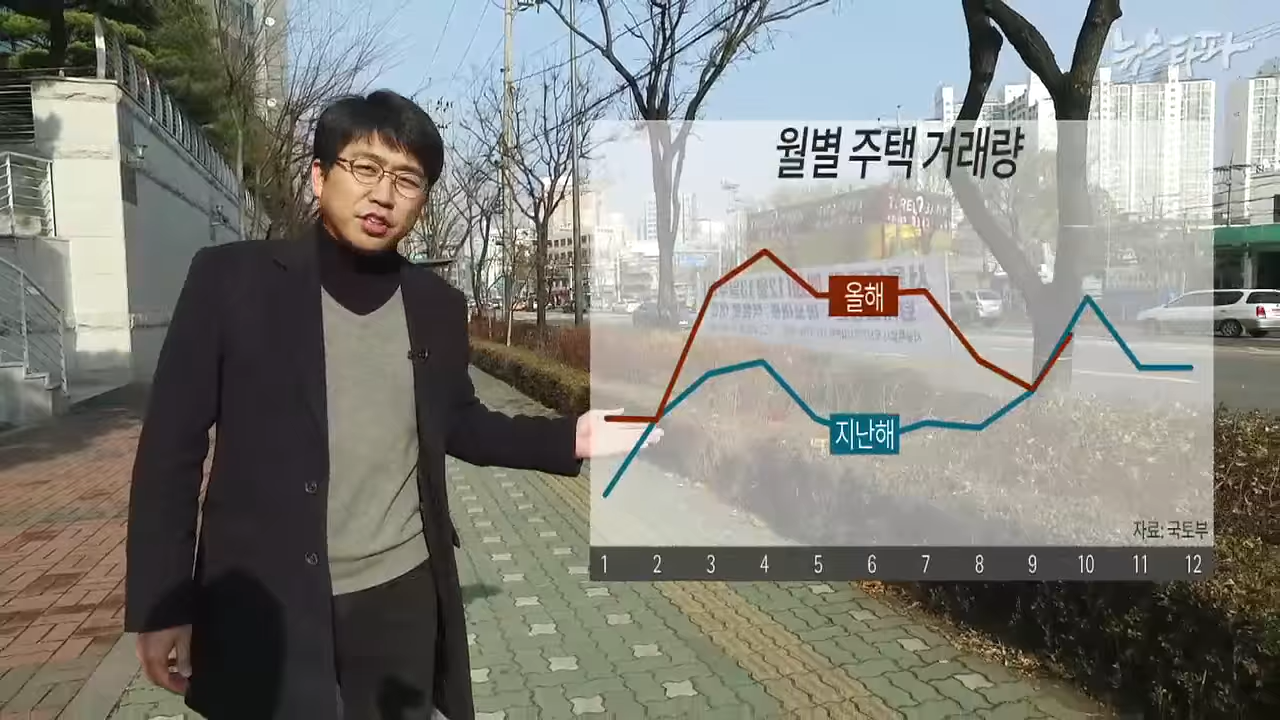 뉴스타파
월별 주택 거래량
올해
지난해
자료: 국토부
1 2 3 4 5 6 7 8 9 10 11 12